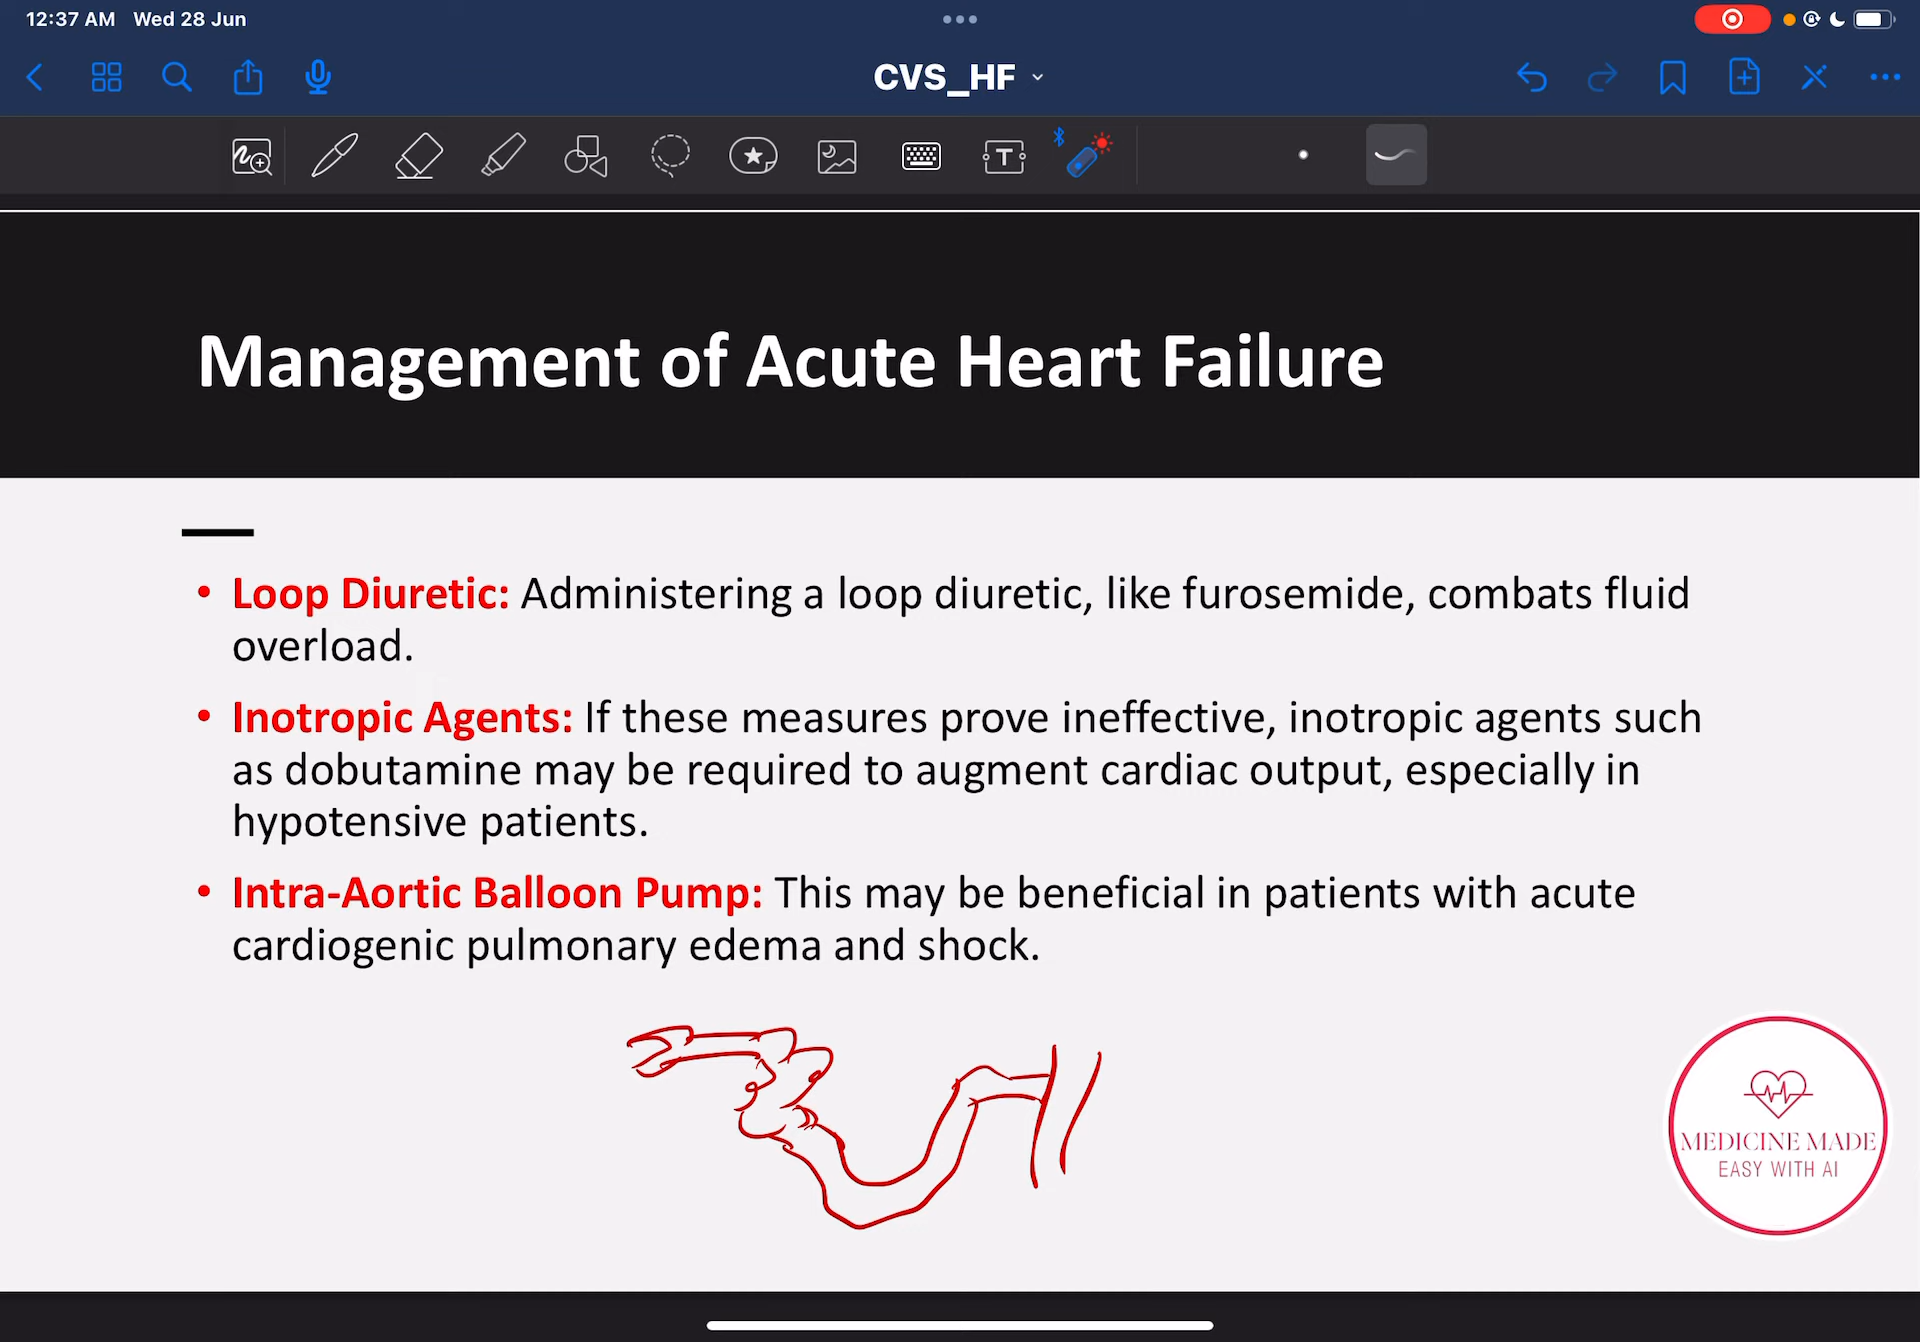 12:37 AM Wed 28 Jun
CVS_HF
T
Management of Acute Heart Failure
• Loop Diuretic: Administering a loop diuretic, like furosemide, combats fluid
overload.
• Inotropic Agents: If these measures prove ineffective, inotropic agents such
as dobutamine may be required to augment cardiac output, especially in
hypotensive patients.
• Intra-Aortic Balloon Pump: This may be beneficial in patients with acute
cardiogenic pulmonary edema and shock.
MEDICINE MADE
EASY WITH AI